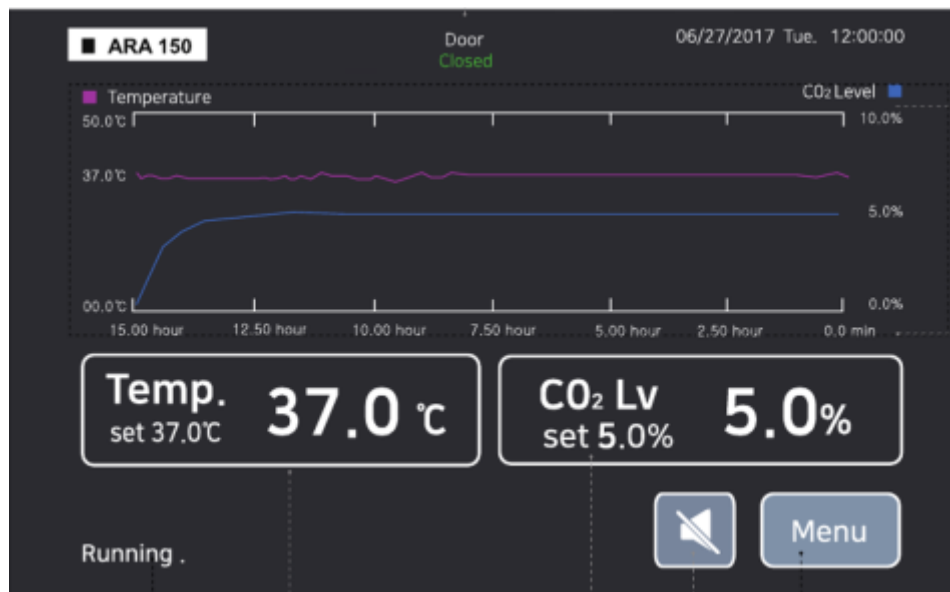 ARA 150
Door
Closed
06/27/2017 Tue. 12:00:00
Temperature
CO₂ Level
50.0℃
10.0%
37.0℃
5.0%
00.0℃
0.0%
15.00 hour 12.50 hour 10.00 hour 7.50 hour 5.00 hour 2.50 hour 0.0 min
Temp.
set 37.0℃
37.0 ℃
CO₂ Lv
set 5.0%
5.0%
Running .
Menu